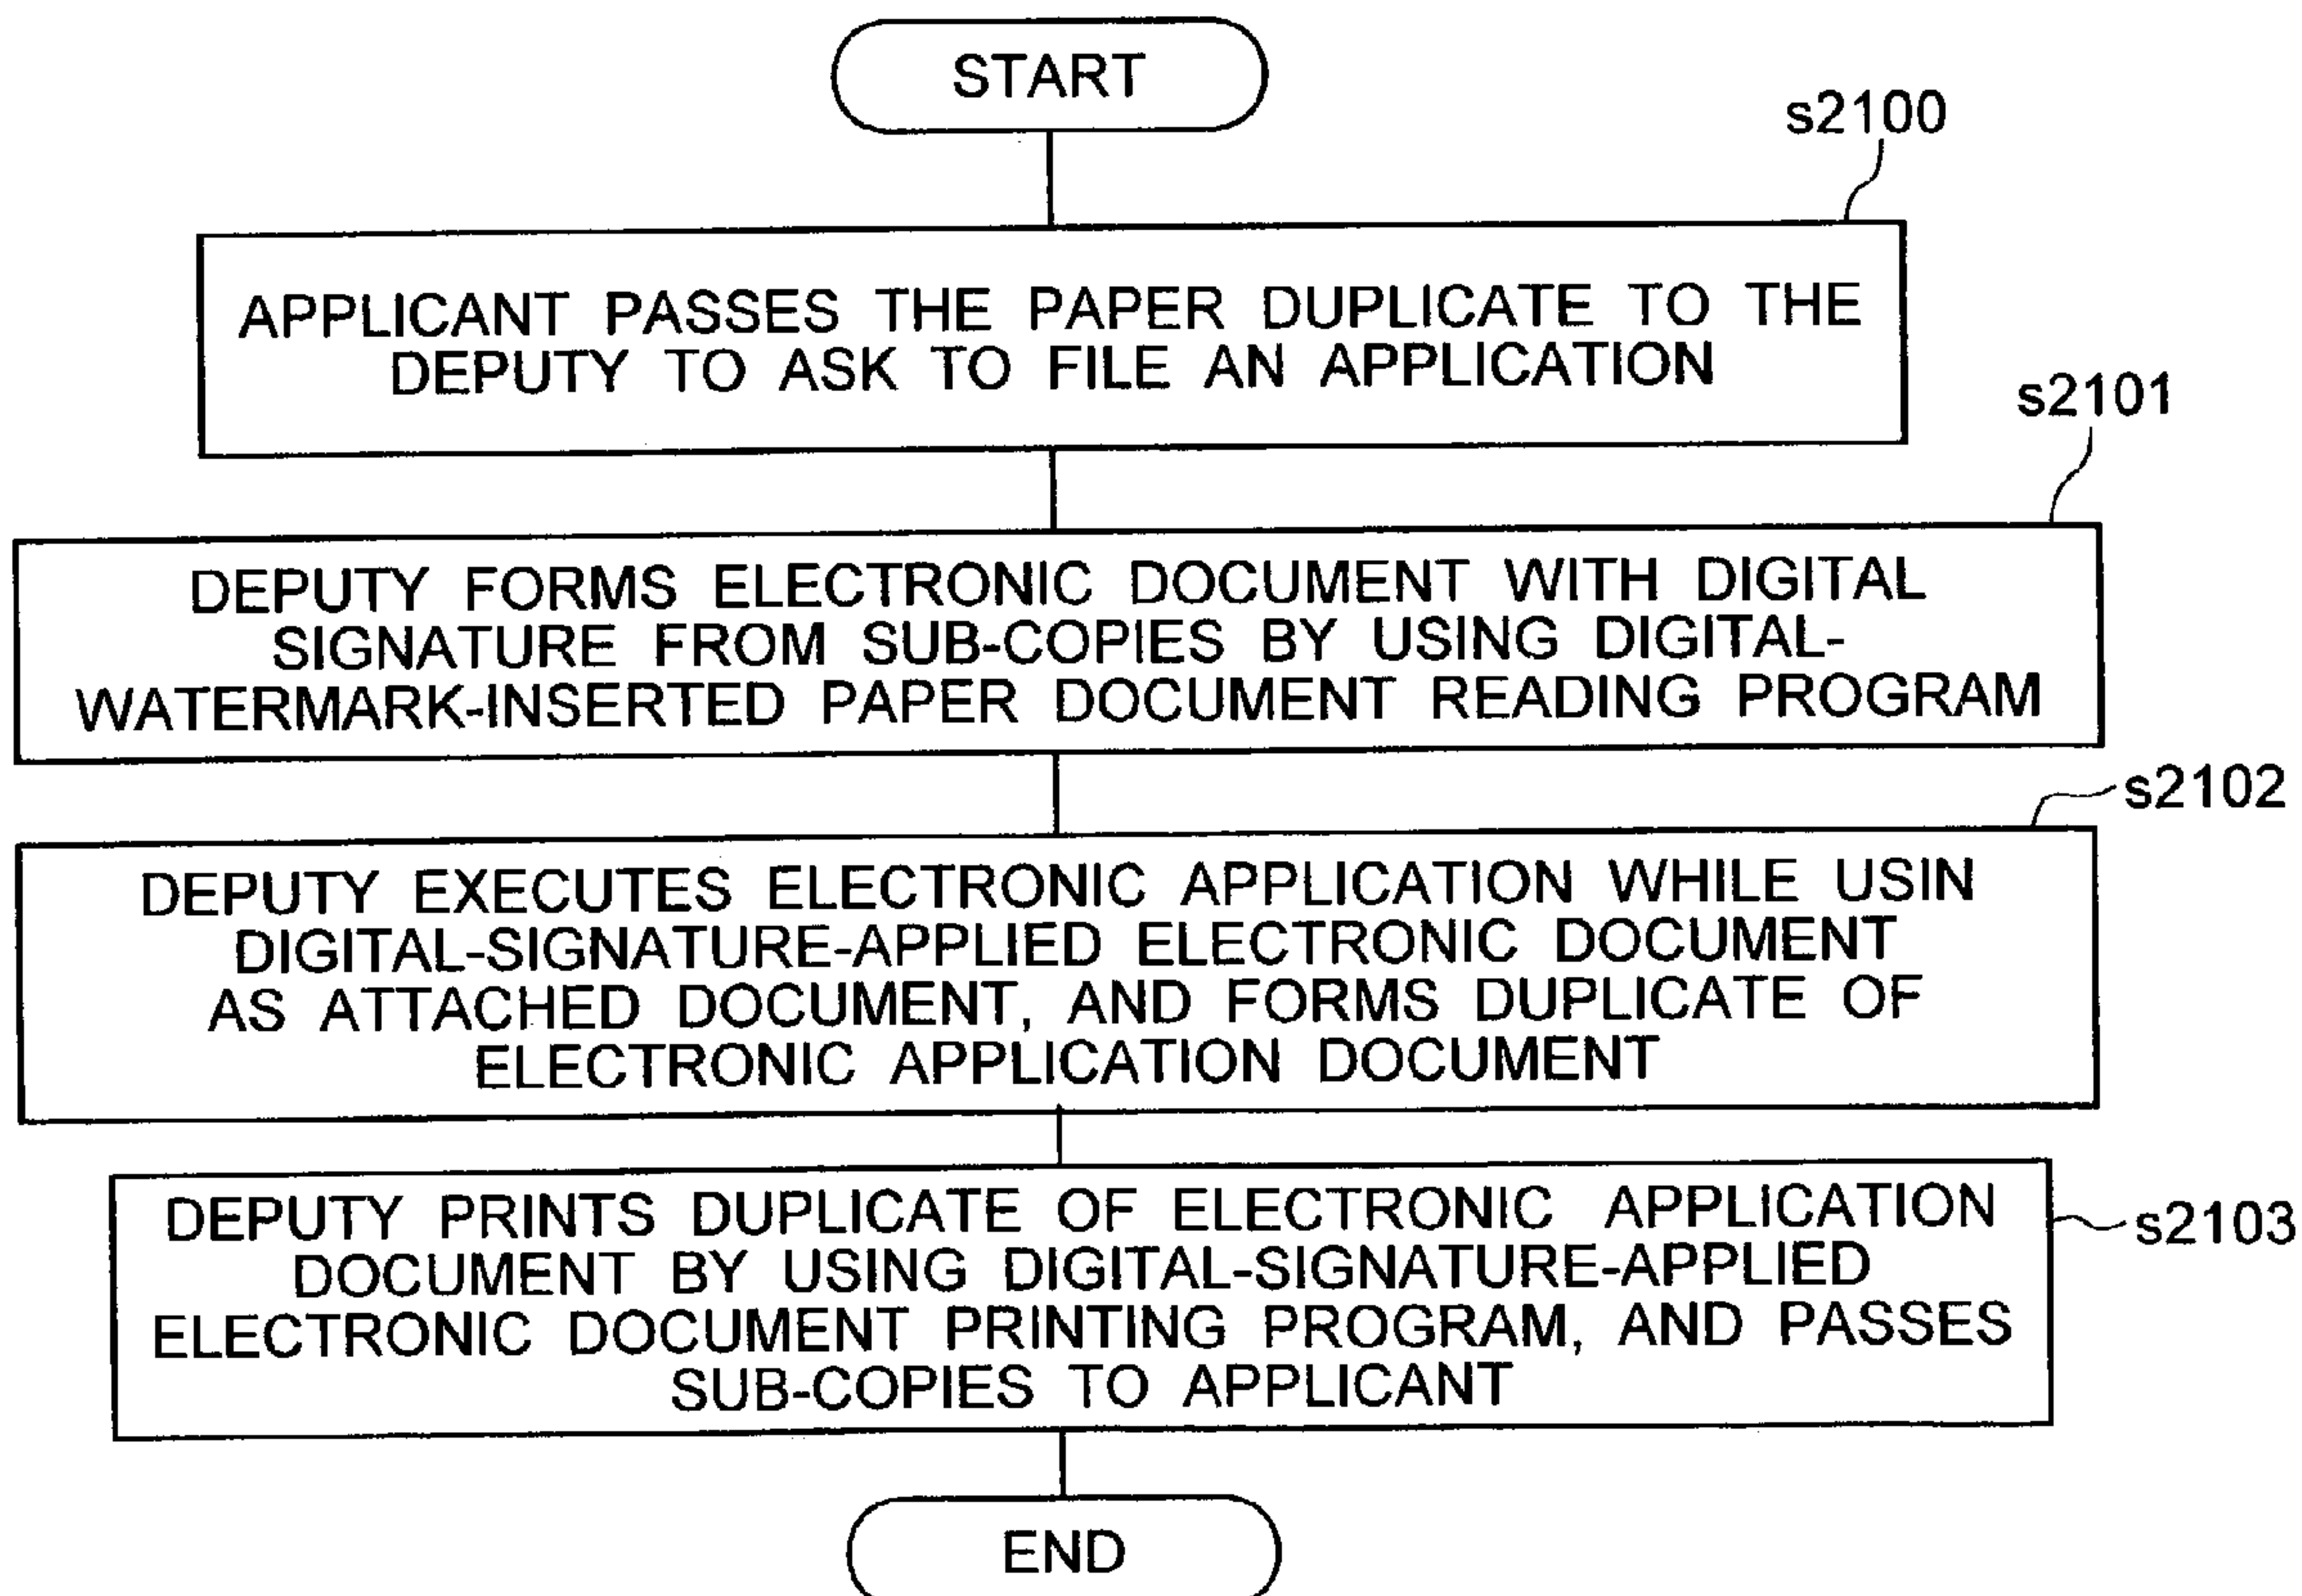 START
s2100
APPLICANT PASSES THE PAPER DUPLICATE TO THE
DEPUTY TO ASK TO FILE AN APPLICATION
s2101
DEPUTY FORMS ELECTRONIC DOCUMENT WITH DIGITAL
SIGNATURE FROM SUB-COPIES BY USING DIGITAL-
WATERMARK-INSERTED PAPER DOCUMENT READING PROGRAM
s2102
DEPUTY EXECUTES ELECTRONIC APPLICATION WHILE USIN
DIGITAL-SIGNATURE-APPLIED ELECTRONIC DOCUMENT
AS ATTACHED DOCUMENT, AND FORMS DUPLICATE OF
ELECTRONIC APPLICATION DOCUMENT
DEPUTY PRINTS DUPLICATE OF ELECTRONIC APPLICATION
DOCUMENT BY USING DIGITAL-SIGNATURE-APPLIED
ELECTRONIC DOCUMENT PRINTING PROGRAM, AND PASSES
SUB-COPIES TO APPLICANT
s2103
END